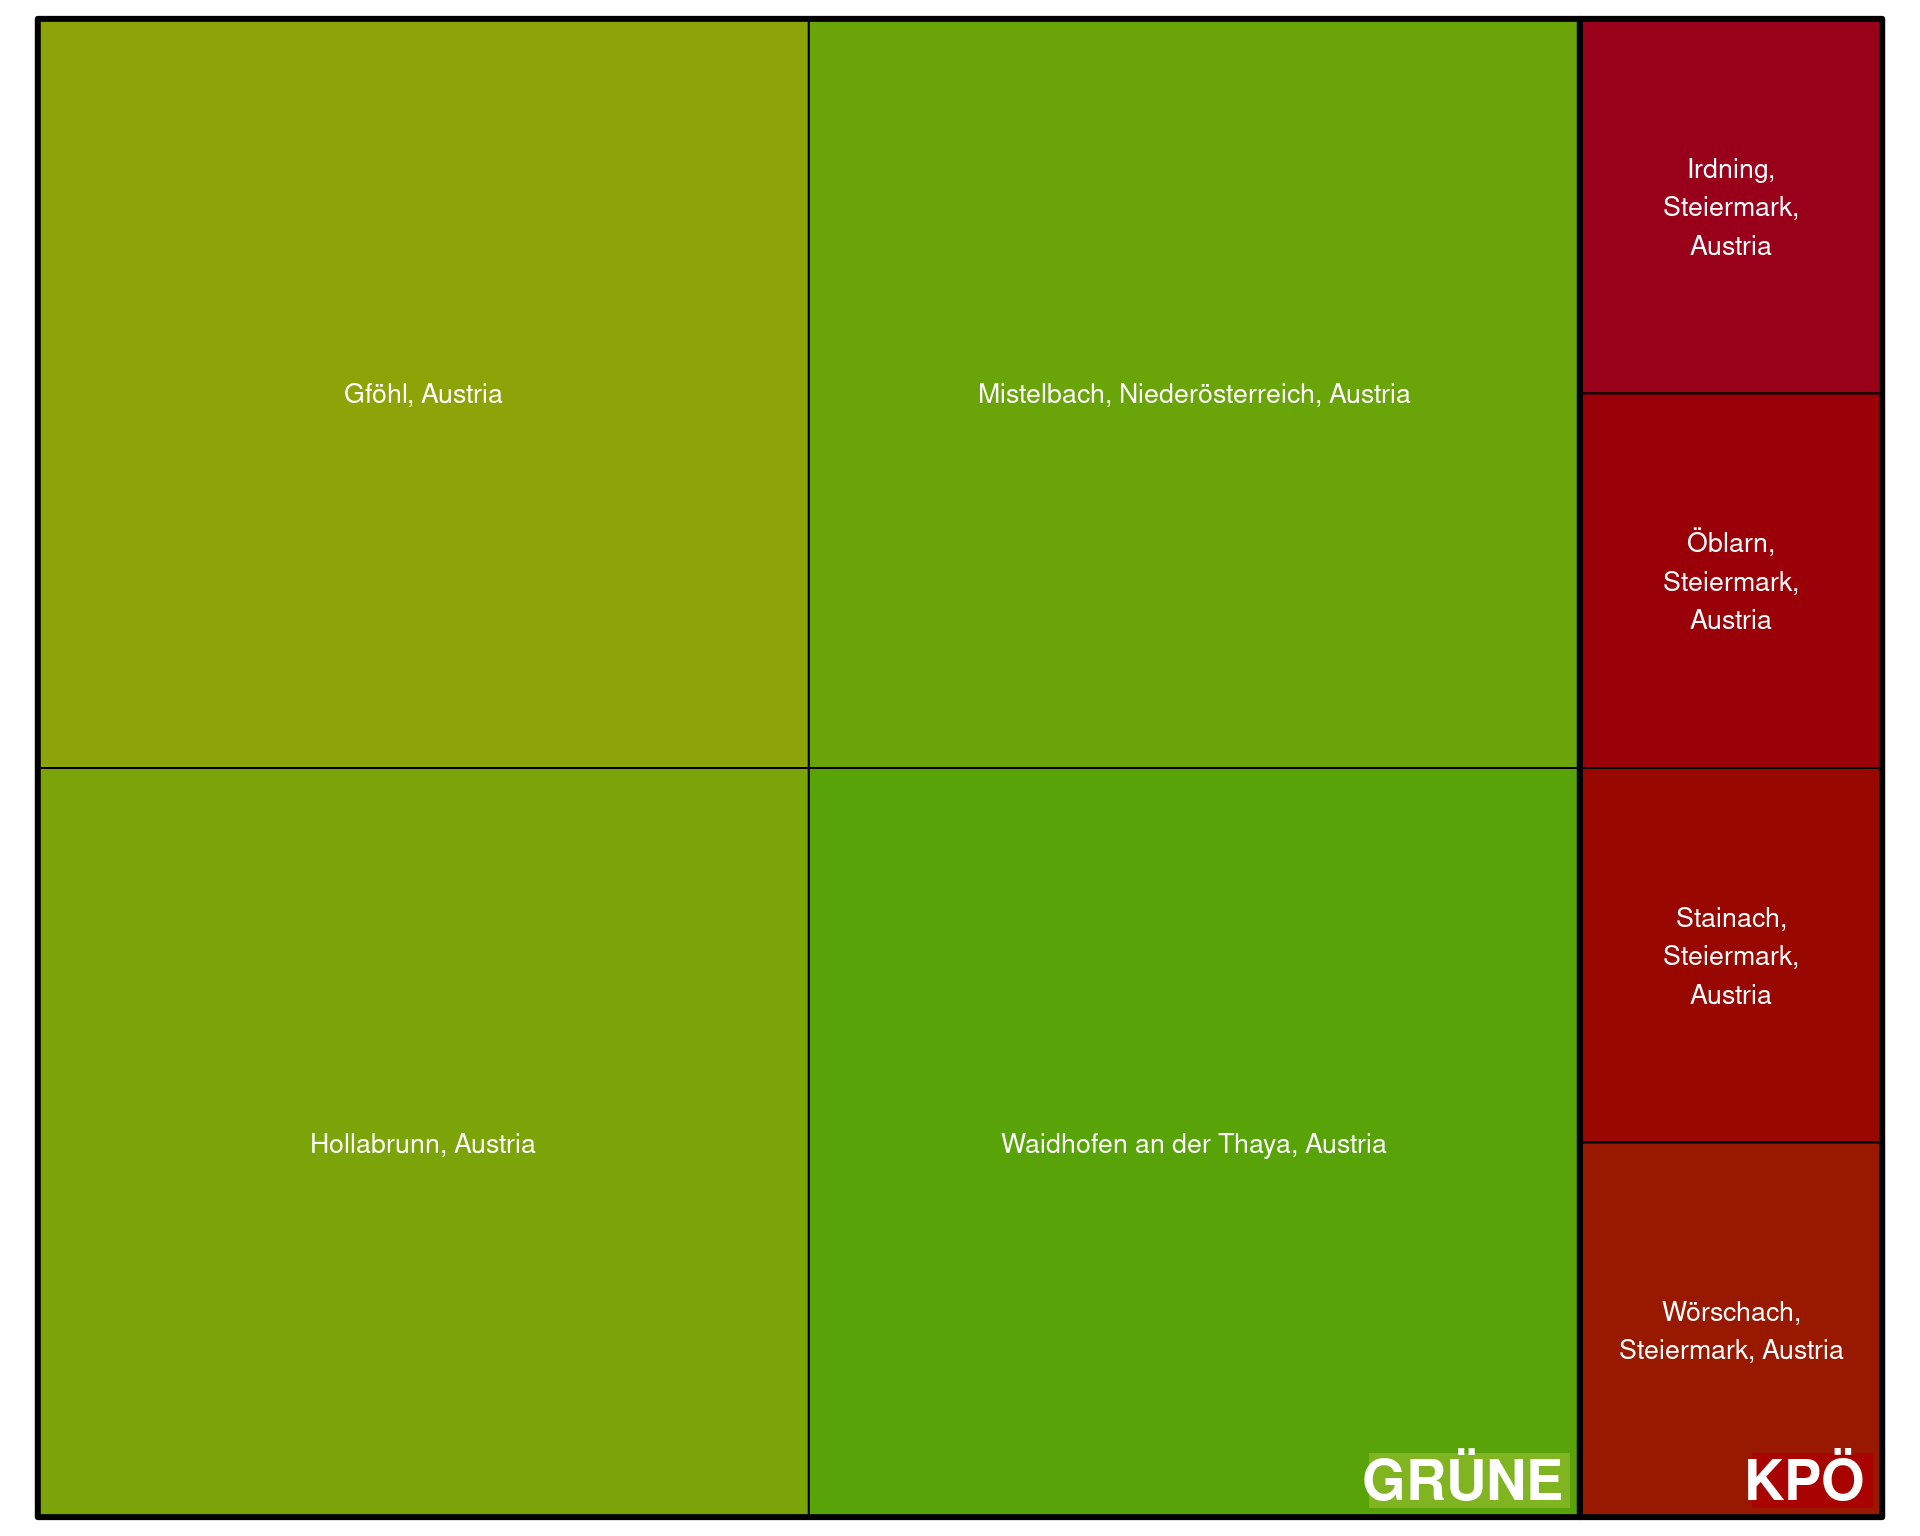 Gföhl, Austria
Mistelbach, Niederösterreich, Austria
Hollabrunn, Austria
Waidhofen an der Thaya, Austria
GRÜNE
Irdning,
Steiermark,
Austria
Öblarn,
Steiermark,
Austria
Stainach,
Steiermark,
Austria
Wörschach,
Steiermark, Austria
KPÖ